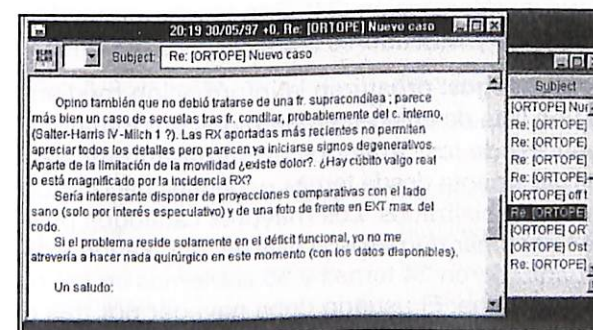 20:19 30/05/97 +0, Re: [ORTOPE] Nuevo caso
Subject: Re: [ORTOPE] Nuevo caso
Opino también que no debió tratarse de una fr. supracondílea ; parece
más bien un caso de secuelas tras fr. condilar, probablemente del c. interno,
(Salter-Harris IV -Milch 1 ?). Las RX aportadas más recientes no permiten
apreciar todos los detalles pero parecen ya iniciarse signos degenerativos.
Aparte de la limitación de la movilidad ¿existe dolor?. ¿Hay cúbito valgo real
o está magnificado por la incidencia RX?
Sería interesante disponer de proyecciones comparativas con el lado
sano (solo por interés especulativo) y de una foto de frente en EXT max. del
codo.
Si el problema reside solamente en el déficit funcional, yo no me
atrevería a hacer nada quirúrgico en este momento (con los datos disponibles).
Un saludo:
Subject
[ORTOPE] Nu
Re: [ORTOPE]
Re: [ORTOPE]
Re: [ORTOPE]
Re: [ORTOPE]
[ORTOPE] off t
Re: [ORTOPE]
[ORTOPE] OR
[ORTOPE] Ost
Re: [ORTOPE]